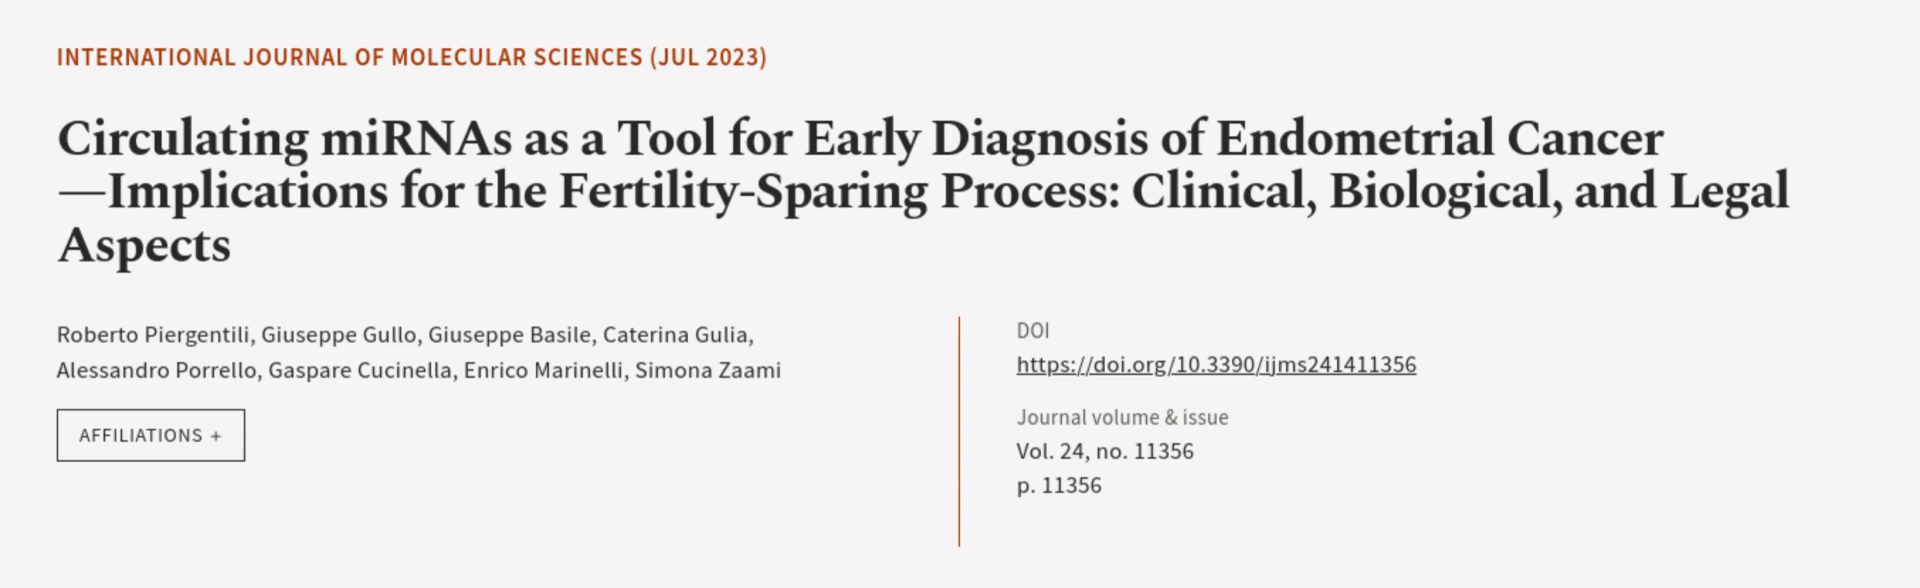 INTERNATIONAL JOURNAL OF MOLECULAR SCIENCES (JUL 2023)
Circulating miRNAs as a Tool for Early Diagnosis of Endometrial Cancer
—Implications for the Fertility-Sparing Process: Clinical, Biological, and Legal
Aspects
Roberto Piergentili, Giuseppe Gullo, Giuseppe Basile, Caterina Gulia,
Alessandro Porrello, Gaspare Cucinella, Enrico Marinelli, Simona Zaami
AFFILIATIONS +
DOI
https://doi.org/10.3390/ijms241411356
Journal volume & issue
Vol. 24, no. 11356
p. 11356